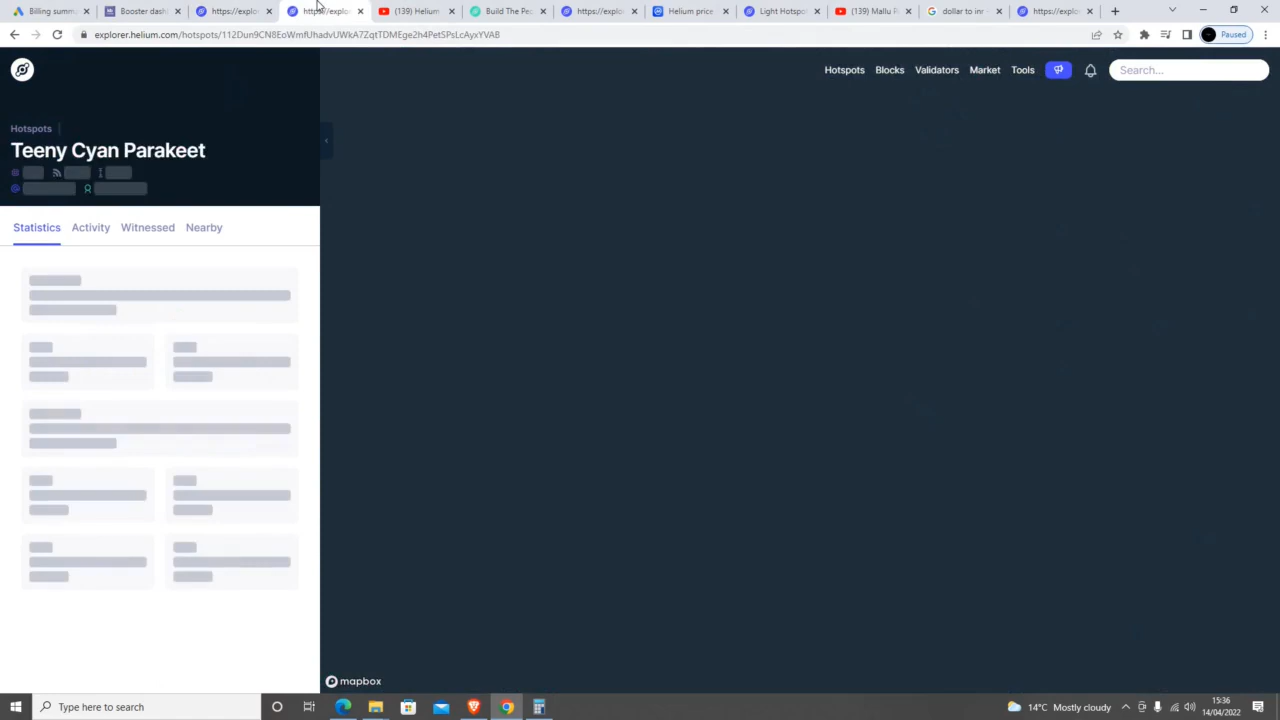 Billing summ
Booster dash
https://explo
https://explor
(139) Helium
Build The Peo
https://explo
Helium price
Light Hotspo
(139) Mallu P
dollar to inr
https://explo
explorer.helium.com/hotspots/112Dun9CN8EoWmfUhadvUWkA7ZqtTDMEge2h4PetSPsLcAyxYVAB
Paused
Hotspots
Blocks
Validators
Market
Tools
Search...
Hotspots
Teeny Cyan Parakeet
Statistics
Activity
Witnessed
Nearby
mapbox
Type here to search
14°C Mostly cloudy
15:36
14/04/2022